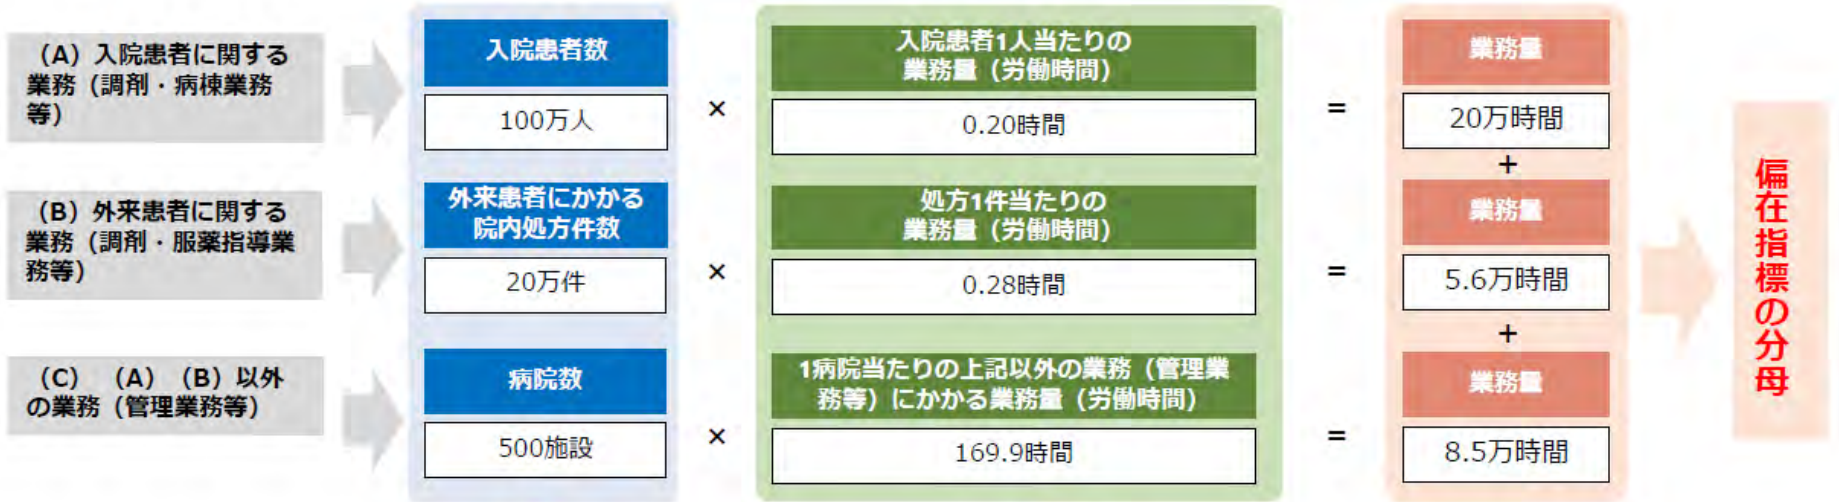 （A）入院患者に関する
業務（調剤・病棟業務
等）
入院患者数
100万人
×
入院患者1人当たりの
業務量（労働時間）
0.20時間
=
業務量
20万時間
+
（B）外来患者に関する
業務（調剤・服薬指導業
務等）
外来患者にかかる
院内処方件数
20万件
×
処方1件当たりの
業務量（労働時間）
0.28時間
=
業務量
5.6万時間
+
（C）（A）（B）以外
の業務（管理業務等）
病院数
500施設
×
1病院当たりの上記以外の業務（管理業
務等）にかかる業務量（労働時間）
169.9時間
=
業務量
8.5万時間
偏在指標の分母